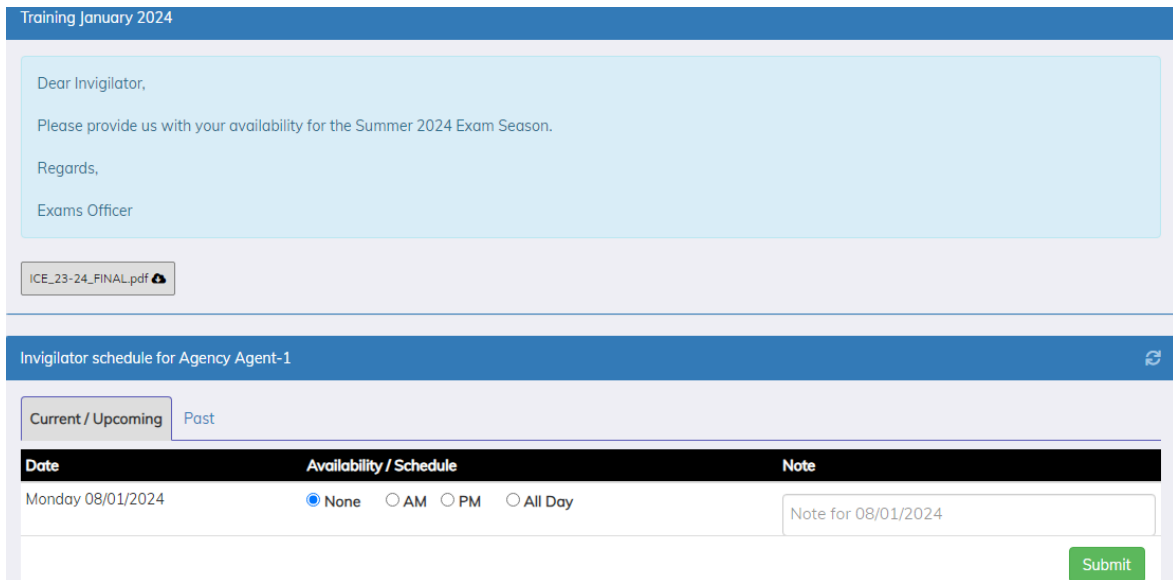 Training January 2024
Dear Invigilator,
Please provide us with your availability for the Summer 2024 Exam Season.
Regards,
Exams Officer
ICE_23-24_FINAL.pdf
Invigilator schedule for Agency Agent-1
Current / Upcoming Past
Date Availability / Schedule Note
Monday 08/01/2024 None AM PM All Day Note for 08/01/2024
Submit